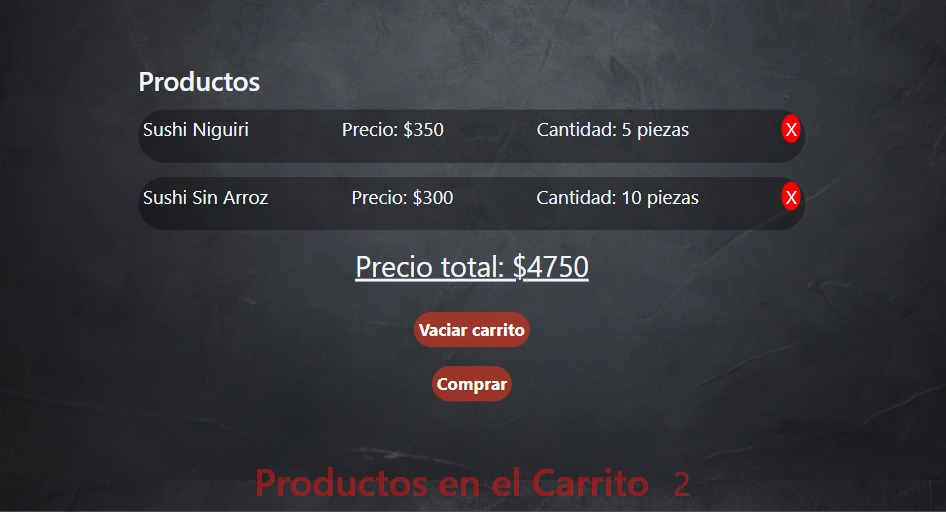 Productos
Sushi Niguiri Precio: $350 Cantidad: 5 piezas X
Sushi Sin Arroz Precio: $300 Cantidad: 10 piezas X
Precio total: $4750
Vaciar carrito
Comprar
Productos en el Carrito 2